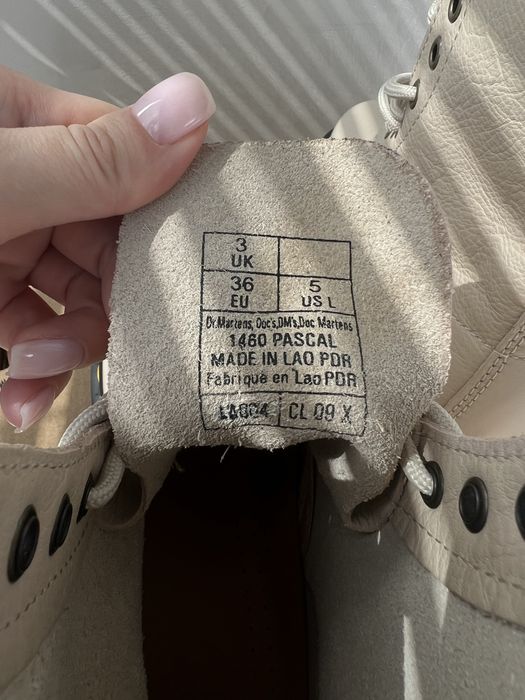 3
UK
36 5
EU US L
Dr.Martens, Doc's,DM's,Doc Martens
1460 PASCAL
MADE IN LAO PDR
Fabriqué en Lao PDR
LA004 CL 09 X